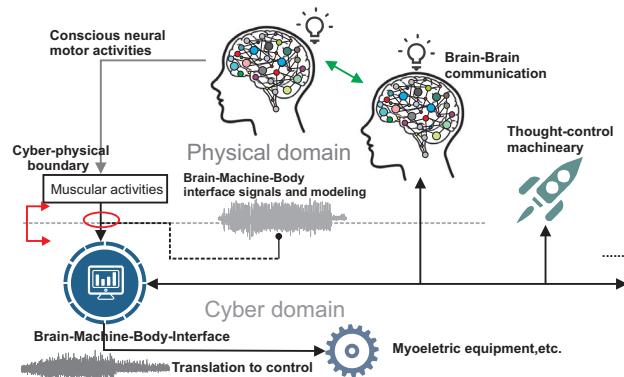 Conscious neural
motor activities
Brain-Brain
communication
Thought-control
machineary
Cyber-physical
boundary
Physical domain
Muscular activities
Brain-Machine-Body
interface signals and modeling
......
Cyber domain
Brain-Machine-Body-Interface
Translation to control
Myoeletric equipment,etc.